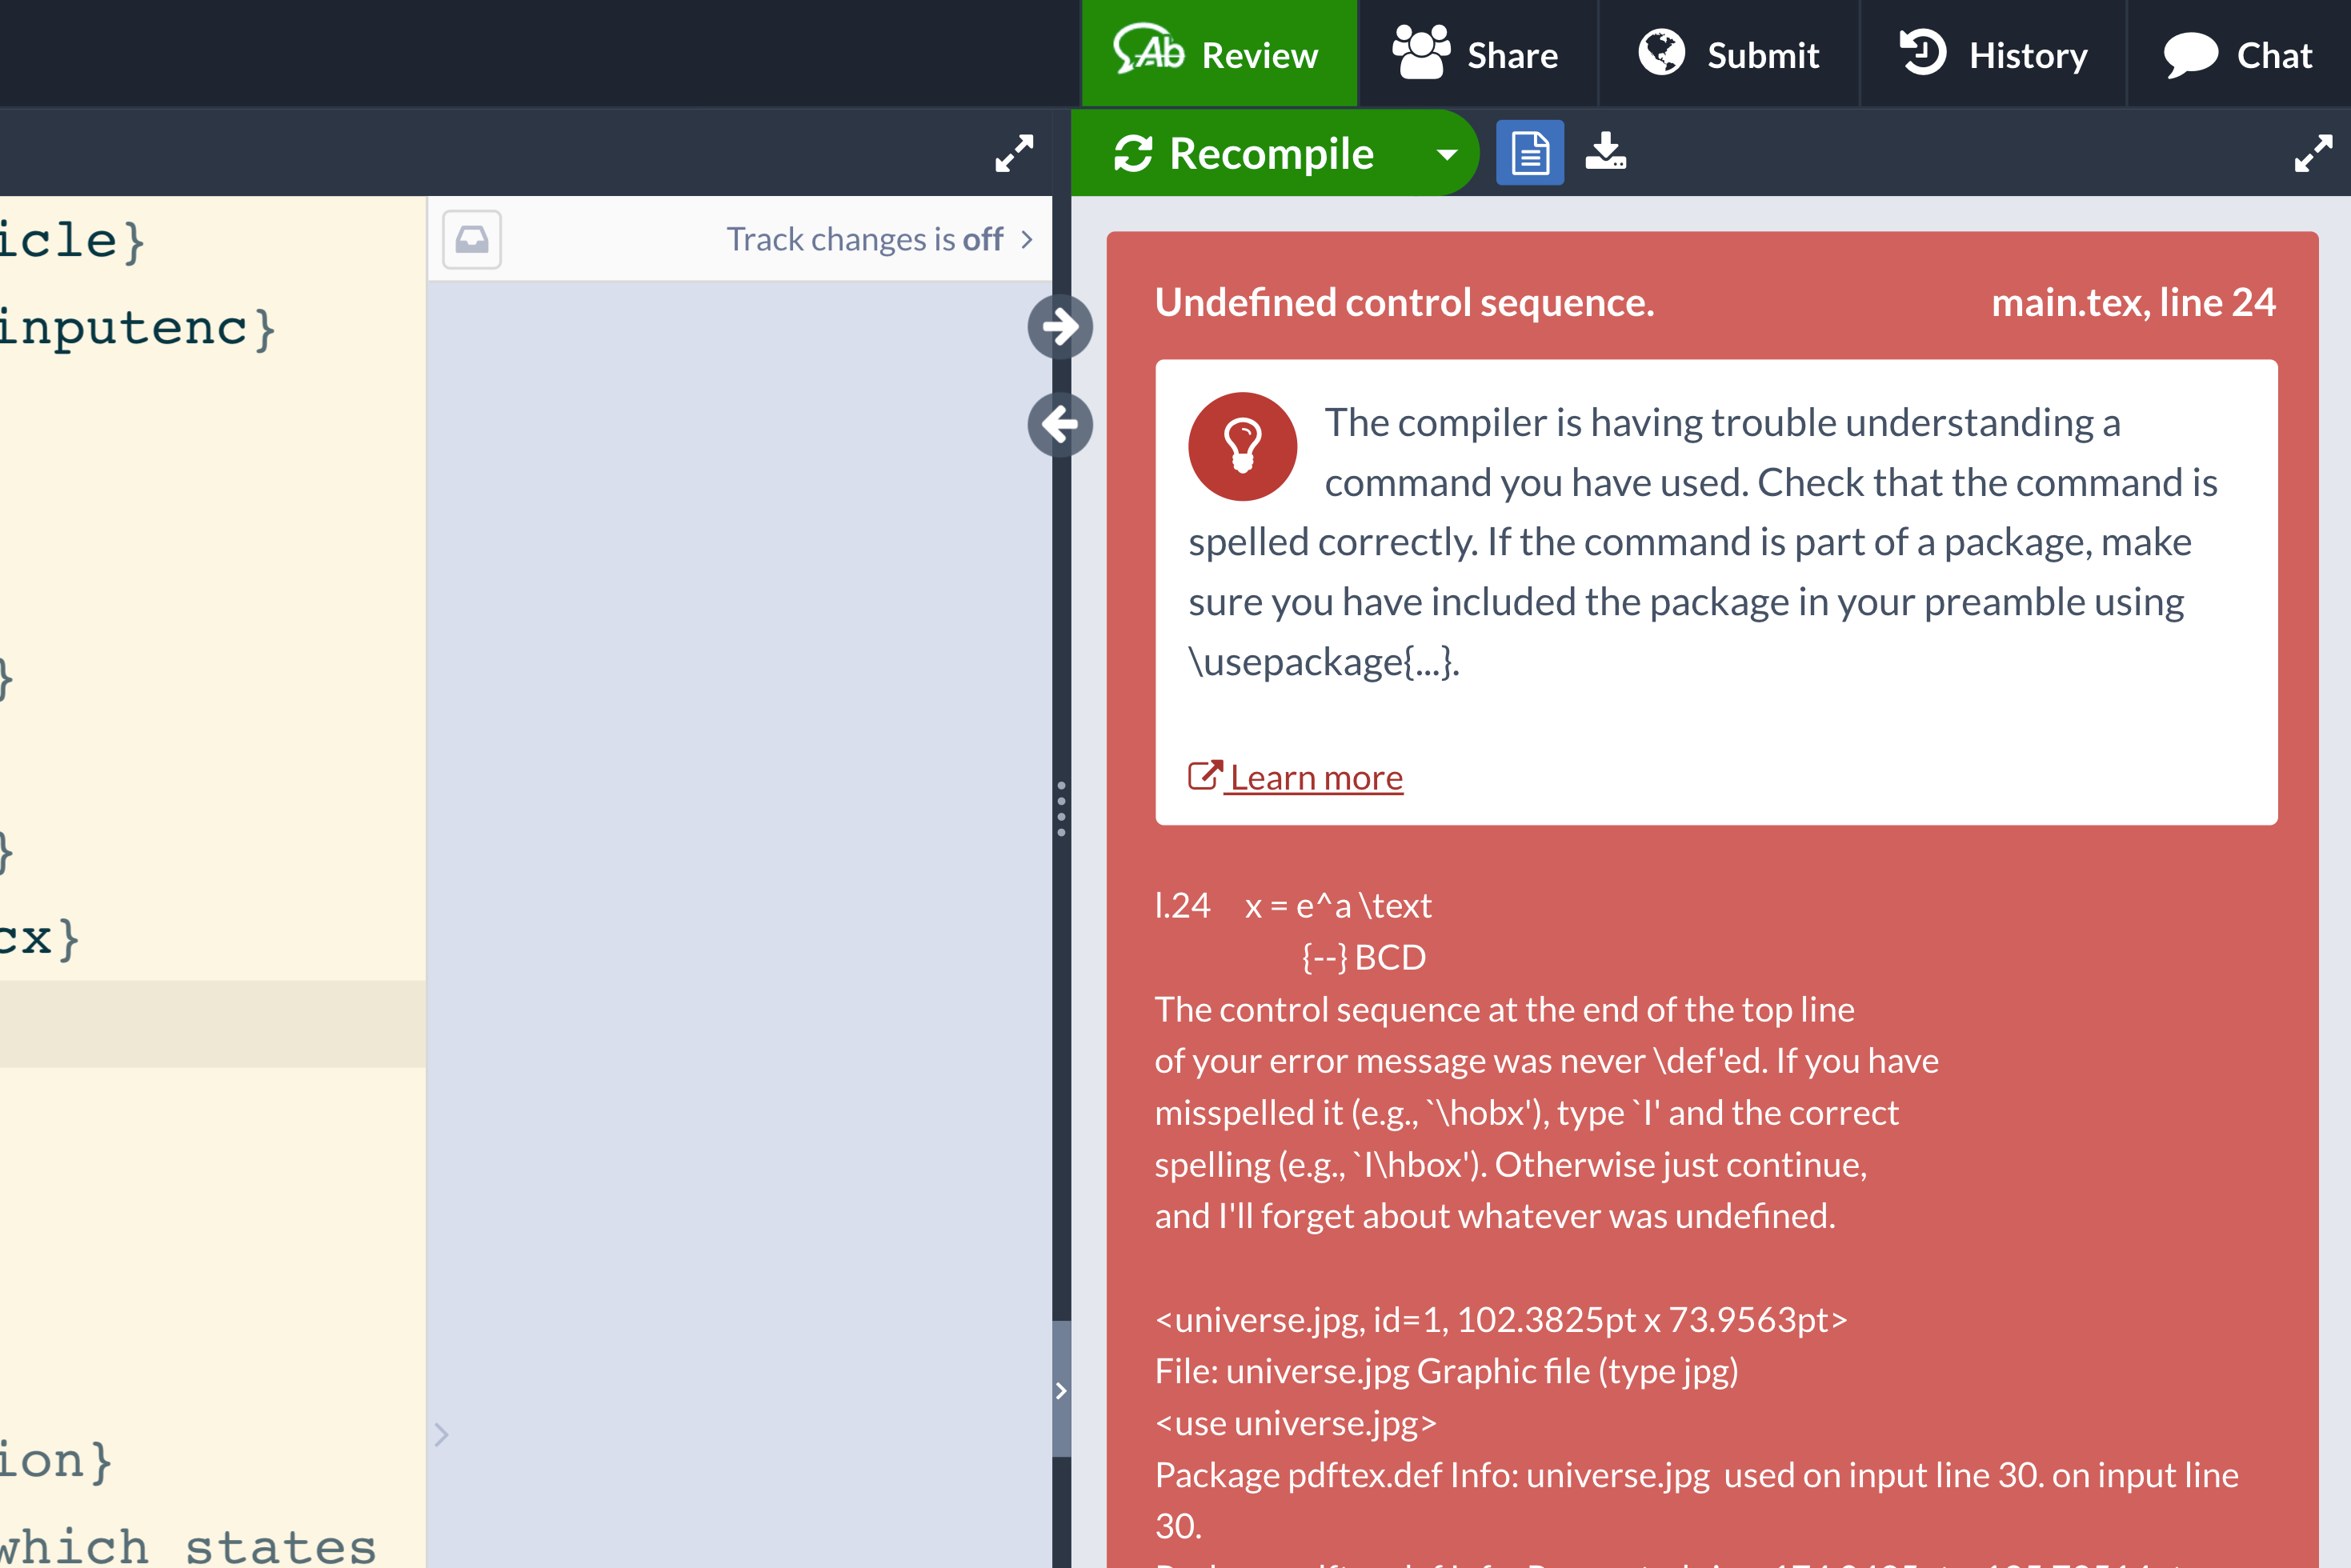 Ab Review Share Submit History Chat
Recompile
icle}
inputenc}
}
}
cx}
ion}
which states
Track changes is off
Undefined control sequence. main.tex, line 24
The compiler is having trouble understanding a
command you have used. Check that the command is
spelled correctly. If the command is part of a package, make
sure you have included the package in your preamble using
\usepackage{...}.
Learn more
l.24 x = e^a \text
{--} BCD
The control sequence at the end of the top line
of your error message was never \def'ed. If you have
misspelled it (e.g., `\hobx'), type `I' and the correct
spelling (e.g., `I\hbox'). Otherwise just continue,
and I'll forget about whatever was undefined.
<universe.jpg, id=1, 102.3825pt x 73.9563pt>
File: universe.jpg Graphic file (type jpg)
<use universe.jpg>
Package pdftex.def Info: universe.jpg used on input line 30. on input line
30.